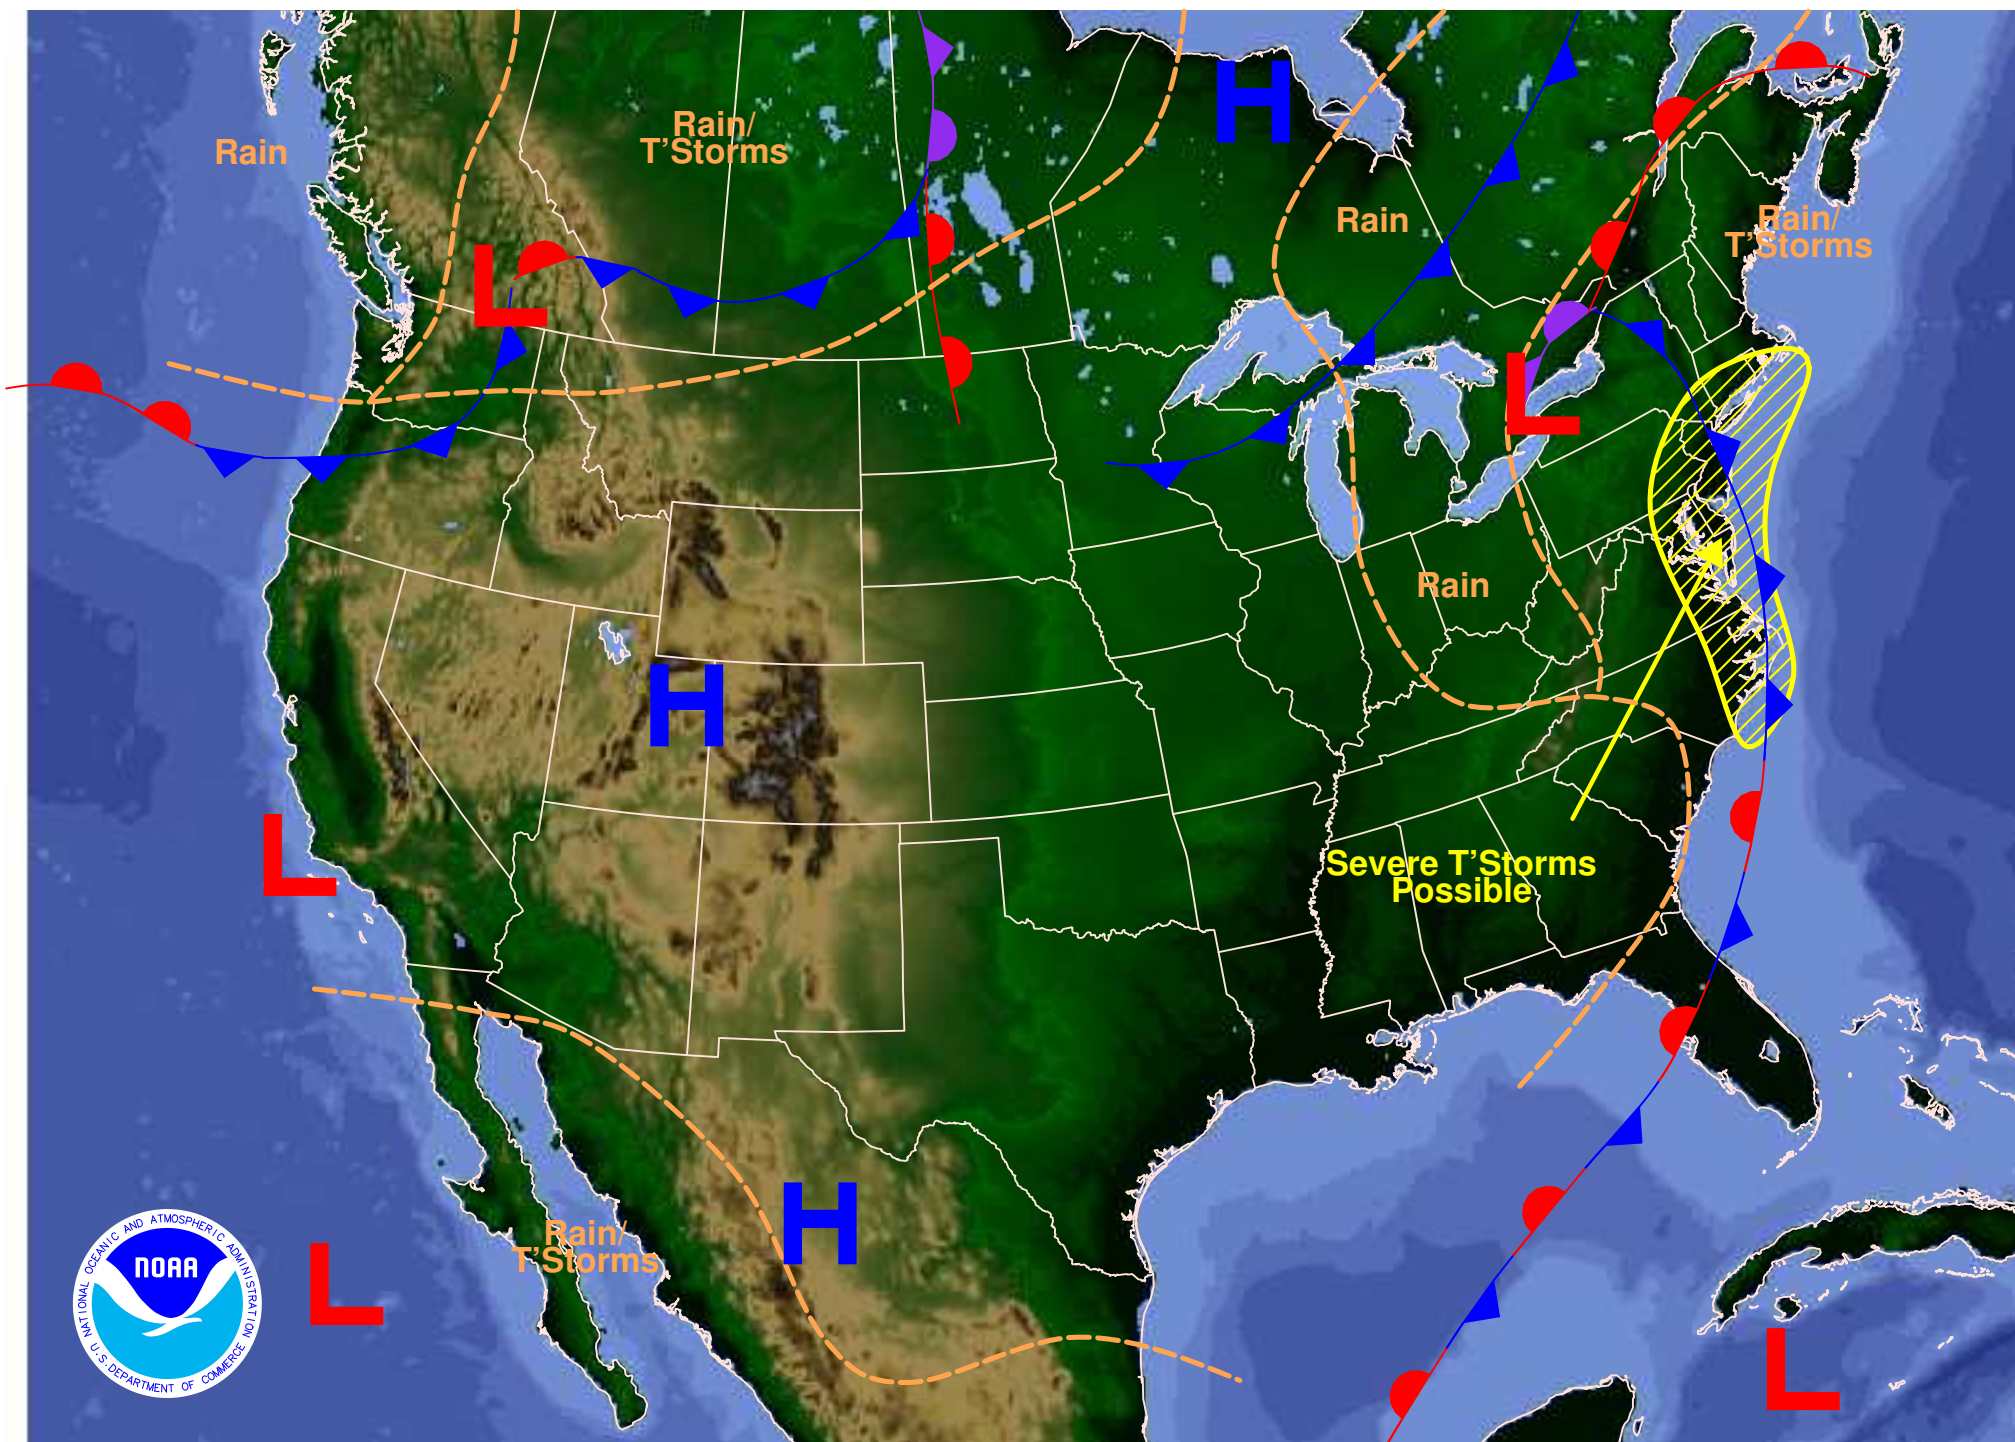 H
Rain/
T'Storms
Rain
Rain
Rain/
T'Storms
L
L
Rain
H
L
Severe T'Storms
Possible
H
Rain/
T'Storms
L
L
NATIONAL OCEANIC AND ATMOSPHERIC ADMINISTRATION
NOAA
U.S. DEPARTMENT OF COMMERCE